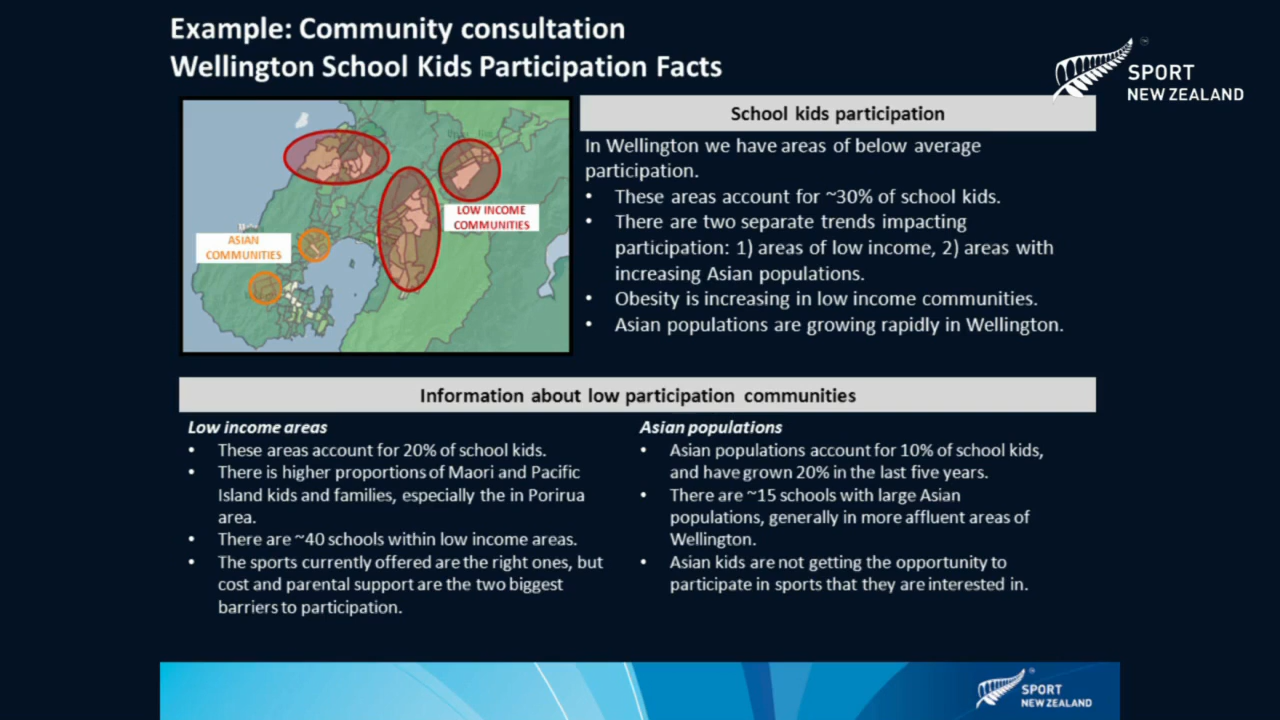 Example: Community consultation
Wellington School Kids Participation Facts
SPORT
NEW ZEALAND
School kids participation
In Wellington we have areas of below average
participation.
• These areas account for ~30% of school kids.
• There are two separate trends impacting
participation: 1) areas of low income, 2) areas with
increasing Asian populations.
• Obesity is increasing in low income communities.
• Asian populations are growing rapidly in Wellington.
LOW INCOME
COMMUNITIES
ASIAN
COMMUNITIES
Information about low participation communities
Low income areas
• These areas account for 20% of school kids.
• There is higher proportions of Maori and Pacific
Island kids and families, especially the in Porirua
area.
• There are ~40 schools within low income areas.
• The sports currently offered are the right ones, but
cost and parental support are the two biggest
barriers to participation.
Asian populations
• Asian populations account for 10% of school kids,
and have grown 20% in the last five years.
• There are ~15 schools with large Asian
populations, generally in more affluent areas of
Wellington.
• Asian kids are not getting the opportunity to
participate in sports that they are interested in.
SPORT
NEW ZEALAND